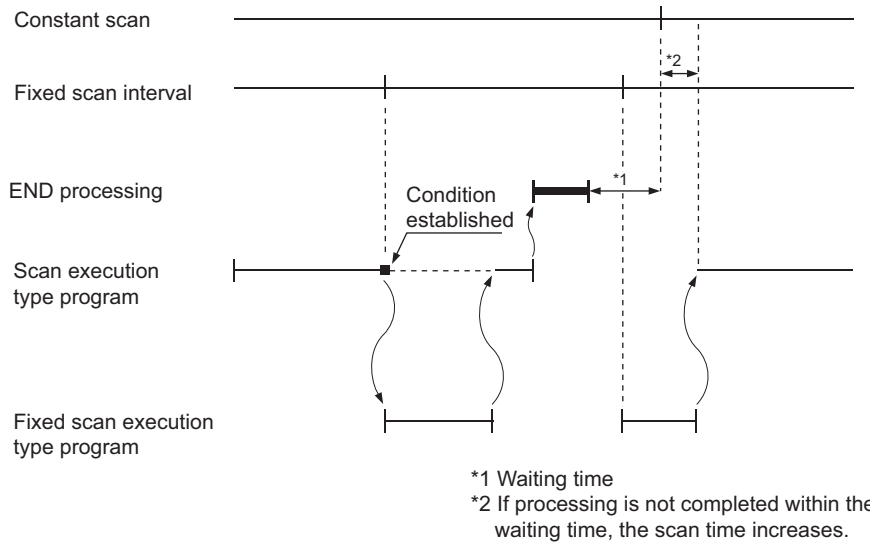 Constant scan
*2
Fixed scan interval
END processing
*1
Condition
established
Scan execution
type program
Fixed scan execution
type program
*1 Waiting time
*2 If processing is not completed within the
waiting time, the scan time increases.